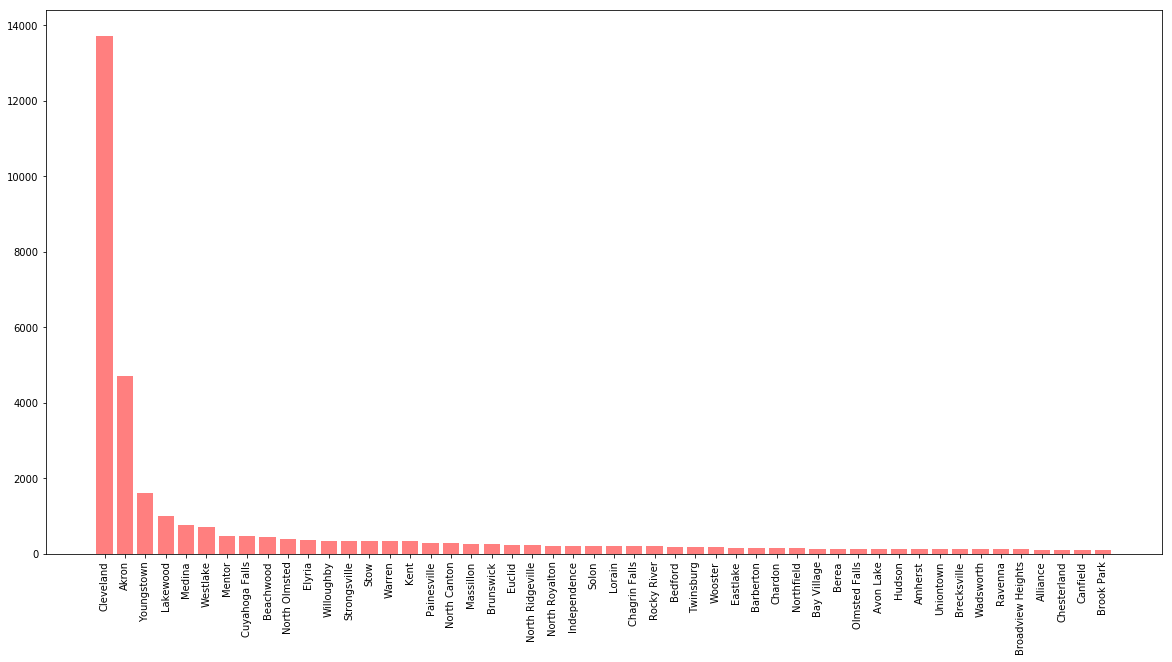 14000
12000
10000
8000
6000
4000
2000
0
Cleveland
Akron
Youngstown
Lakewood
Medina
Westlake
Mentor
Cuyahoga Falls
Beachwood
North Olmsted
Elyria
Willoughby
Strongsville
Stow
Warren
Kent
Painesville
North Canton
Massillon
Brunswick
Euclid
North Ridgeville
North Royalton
Independence
Solon
Lorain
Chagrin Falls
Rocky River
Bedford
Twinsburg
Wooster
Eastlake
Barberton
Chardon
Northfield
Bay Village
Berea
Olmsted Falls
Avon Lake
Hudson
Amherst
Uniontown
Brecksville
Wadsworth
Ravenna
Broadview Heights
Alliance
Chesterland
Canfield
Brook Park